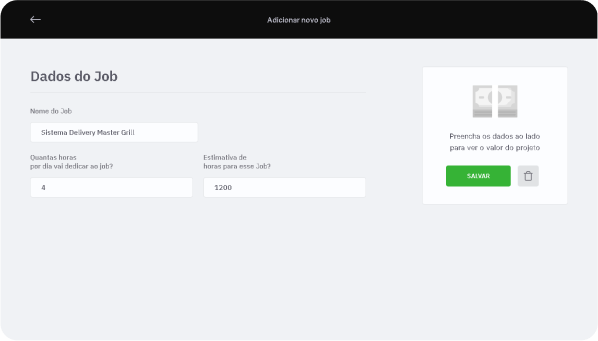 Adicionar novo job
Dados do Job
Nome do Job
Sistema Delivery Master Grill
Quantas horas
por dia vai dedicar ao job?
4
Estimativa de
horas para esse Job?
1200
Preencha os dados ao lado
para ver o valor do projeto
SALVAR